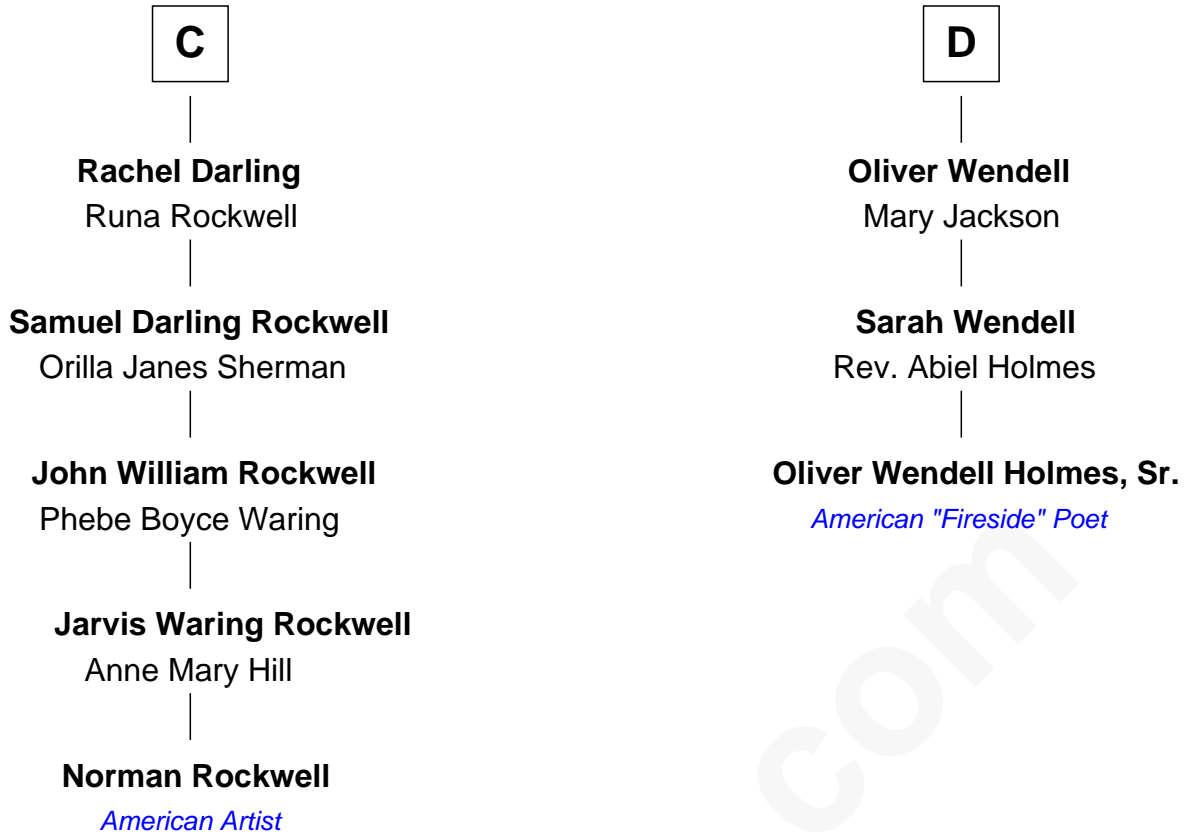 C
Rachel Darling
Runa Rockwell
Samuel Darling Rockwell
Orilla Janes Sherman
John William Rockwell
Phebe Boyce Waring
Jarvis Waring Rockwell
Anne Mary Hill
Norman Rockwell
American Artist
D
Oliver Wendell
Mary Jackson
Sarah Wendell
Rev. Abiel Holmes
Oliver Wendell Holmes, Sr.
American "Fireside" Poet
com